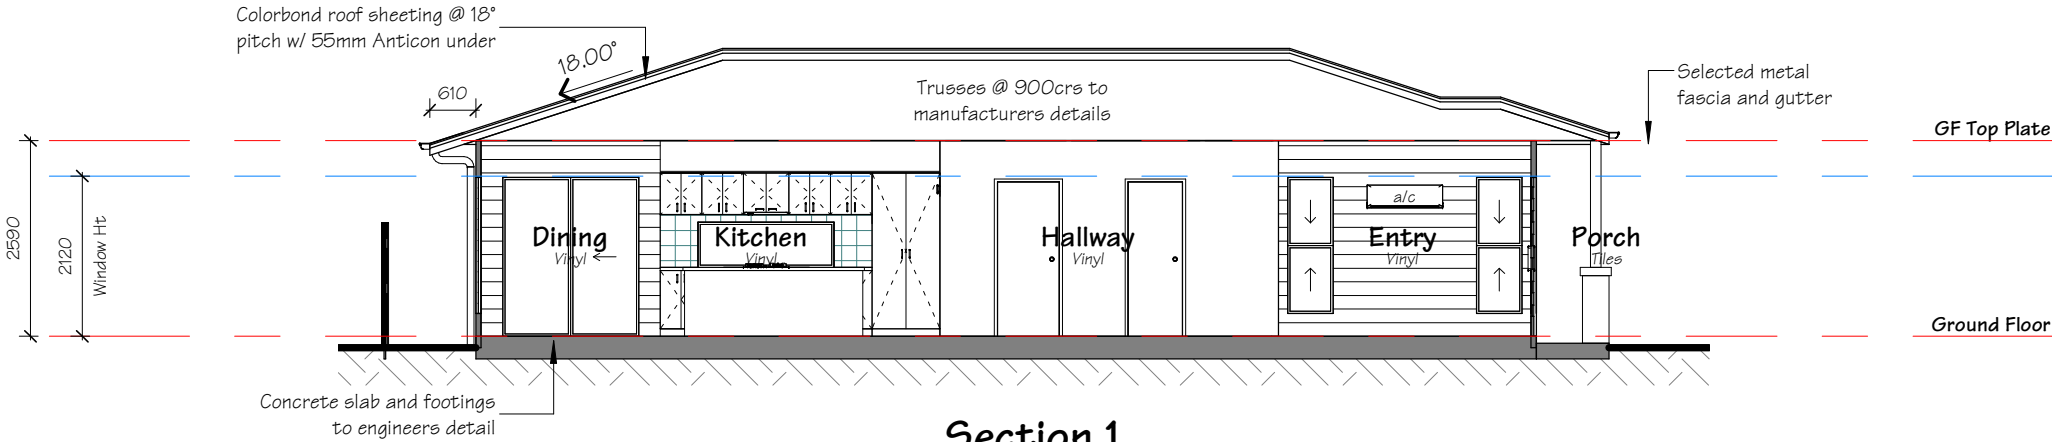 Colorbond roof sheeting @ 18°
pitch w/ 55mm Anticon under
18.00°
610
Trusses @ 900crs to
manufacturers details
Selected metal
fascia and gutter
GF Top Plate
2590
2120
Window Ht
Dining
Vinyl
Kitchen
Vinyl
Hallway
Vinyl
a/c
Entry
Vinyl
Porch
Tiles
Ground Floor
Concrete slab and footings
to engineers detail
Section 1